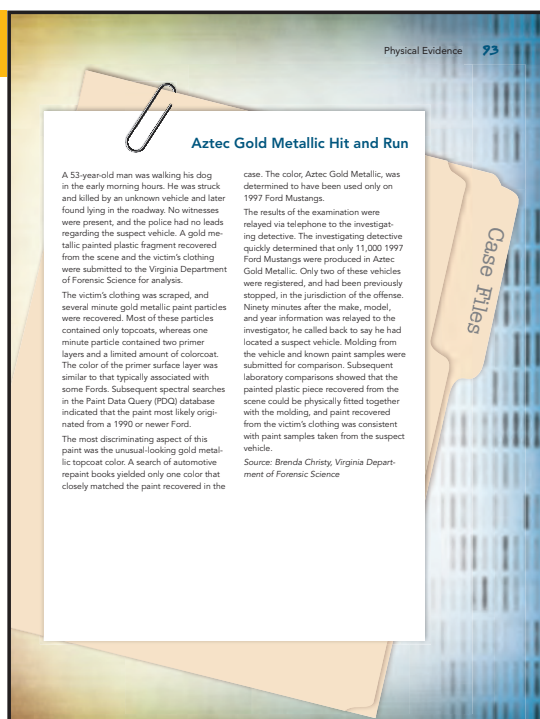 Physical Evidence 93
Aztec Gold Metallic Hit and Run
A 53-year-old man was walking his dog
in the early morning hours. He was struck
and killed by an unknown vehicle and later
found lying in the roadway. No witnesses
were present, and the police had no leads
regarding the suspect vehicle. A gold me-
tallic painted plastic fragment recovered
from the scene and the victim's clothing
were submitted to the Virginia Department
of Forensic Science for analysis.
The victim's clothing was scraped, and
several minute gold metallic paint particles
were recovered. Most of these particles
contained only topcoats, whereas one
minute particle contained two primer
layers and a limited amount of colorcoat.
The color of the primer surface layer was
similar to that typically associated with
some Fords. Subsequent spectral searches
in the Paint Data Query (PDQ) database
indicated that the paint most likely origi-
nated from a 1990 or newer Ford.
The most discriminating aspect of this
paint was the unusual-looking gold metal-
lic topcoat color. A search of automotive
repaint books yielded only one color that
closely matched the paint recovered in the
case. The color, Aztec Gold Metallic, was
determined to have been used only on
1997 Ford Mustangs.
The results of the examination were
relayed via telephone to the investigat-
ing detective. The investigating detective
quickly determined that only 11,000 1997
Ford Mustangs were produced in Aztec
Gold Metallic. Only two of these vehicles
were registered, and had been previously
stopped, in the jurisdiction of the offense.
Ninety minutes after the make, model,
and year information was relayed to the
investigator, he called back to say he had
located a suspect vehicle. Molding from
the vehicle and known paint samples were
submitted for comparison. Subsequent
laboratory comparisons showed that the
painted plastic piece recovered from the
scene could be physically fitted together
with the molding, and paint recovered
from the victim's clothing was consistent
with paint samples taken from the suspect
vehicle.
Source: Brenda Christy, Virginia Depart-
ment of Forensic Science
Case Files